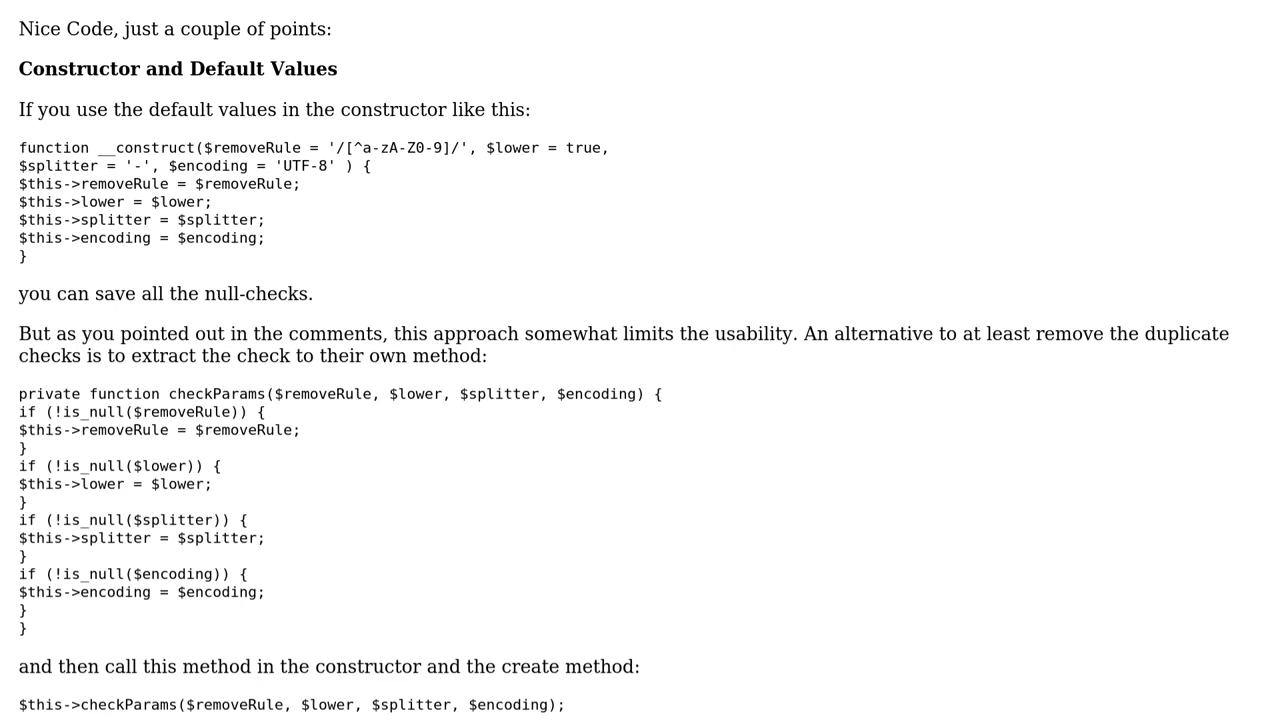 Nice Code, just a couple of points:
Constructor and Default Values
If you use the default values in the constructor like this:
function __construct($removeRule = '/[^a-zA-Z0-9]/', $lower = true,
$splitter = '-', $encoding = 'UTF-8' ) {
$this->removeRule = $removeRule;
$this->lower = $lower;
$this->splitter = $splitter;
$this->encoding = $encoding;
}
you can save all the null-checks.
But as you pointed out in the comments, this approach somewhat limits the usability. An alternative to at least remove the duplicate
checks is to extract the check to their own method:
private function checkParams($removeRule, $lower, $splitter, $encoding) {
if (!is_null($removeRule)) {
$this->removeRule = $removeRule;
}
if (!is_null($lower)) {
$this->lower = $lower;
}
if (!is_null($splitter)) {
$this->splitter = $splitter;
}
if (!is_null($encoding)) {
$this->encoding = $encoding;
}
}
and then call this method in the constructor and the create method:
$this->checkParams($removeRule, $lower, $splitter, $encoding);